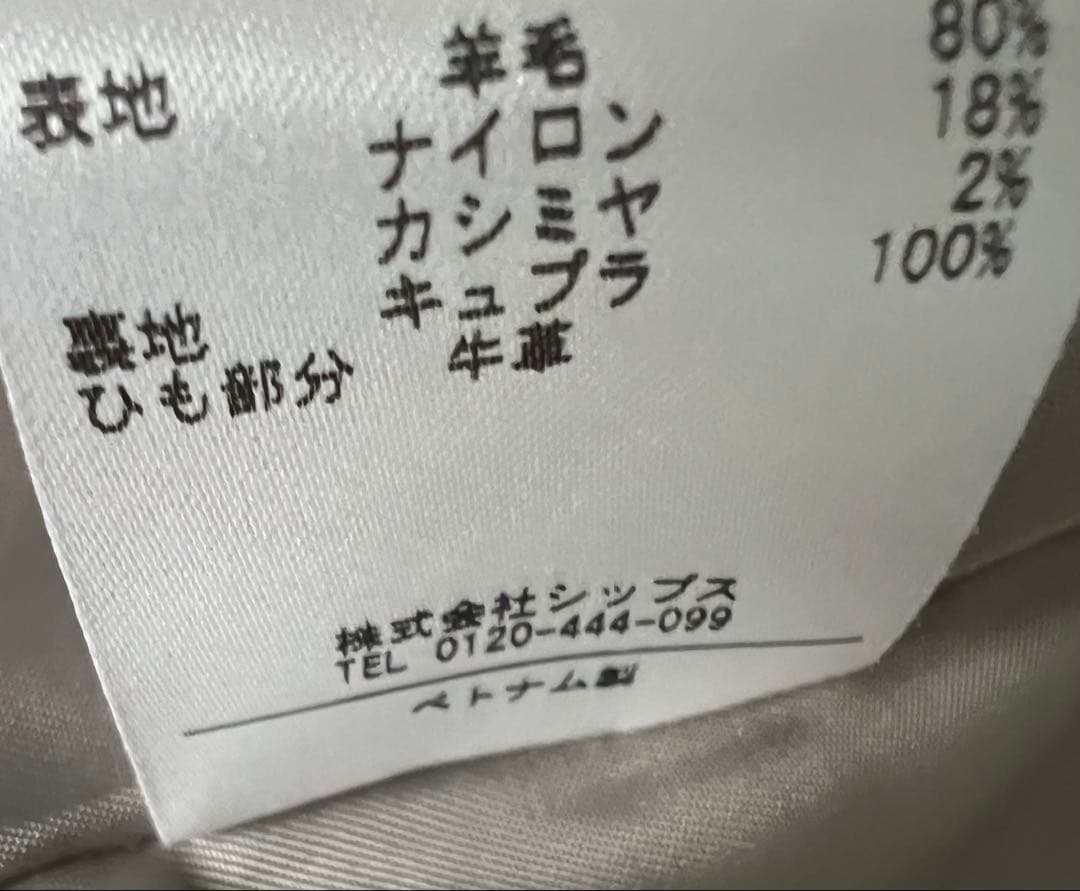 表地 羊毛 80%
ナイロン 18%
カシミヤ 2%
裏地 キュプラ 100%
ひも部分 牛革
株式会社シップス
TEL 0120-444-099
ベトナム製